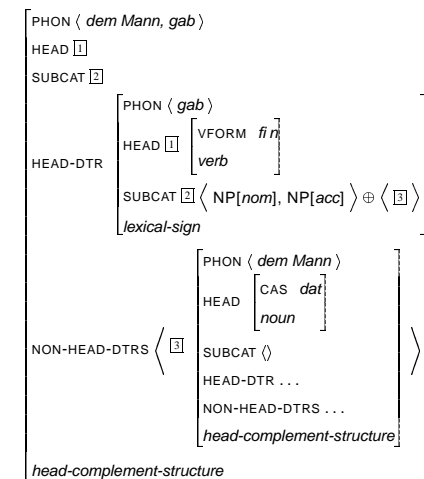 PHON ⟨ dem Mann, gab ⟩
HEAD 1
SUBCAT 2
HEAD-DTR
PHON ⟨ gab ⟩
HEAD 1
VFORM fin
verb
SUBCAT 2 ⟨ NP[nom], NP[acc] ⟩ ⊕ ⟨ 3 ⟩
lexical-sign
NON-HEAD-DTRS ⟨ 3 ⟩
PHON ⟨ dem Mann ⟩
HEAD
CAS dat
noun
SUBCAT ⟨⟩
HEAD-DTR ...
NON-HEAD-DTRS ...
head-complement-structure
head-complement-structure